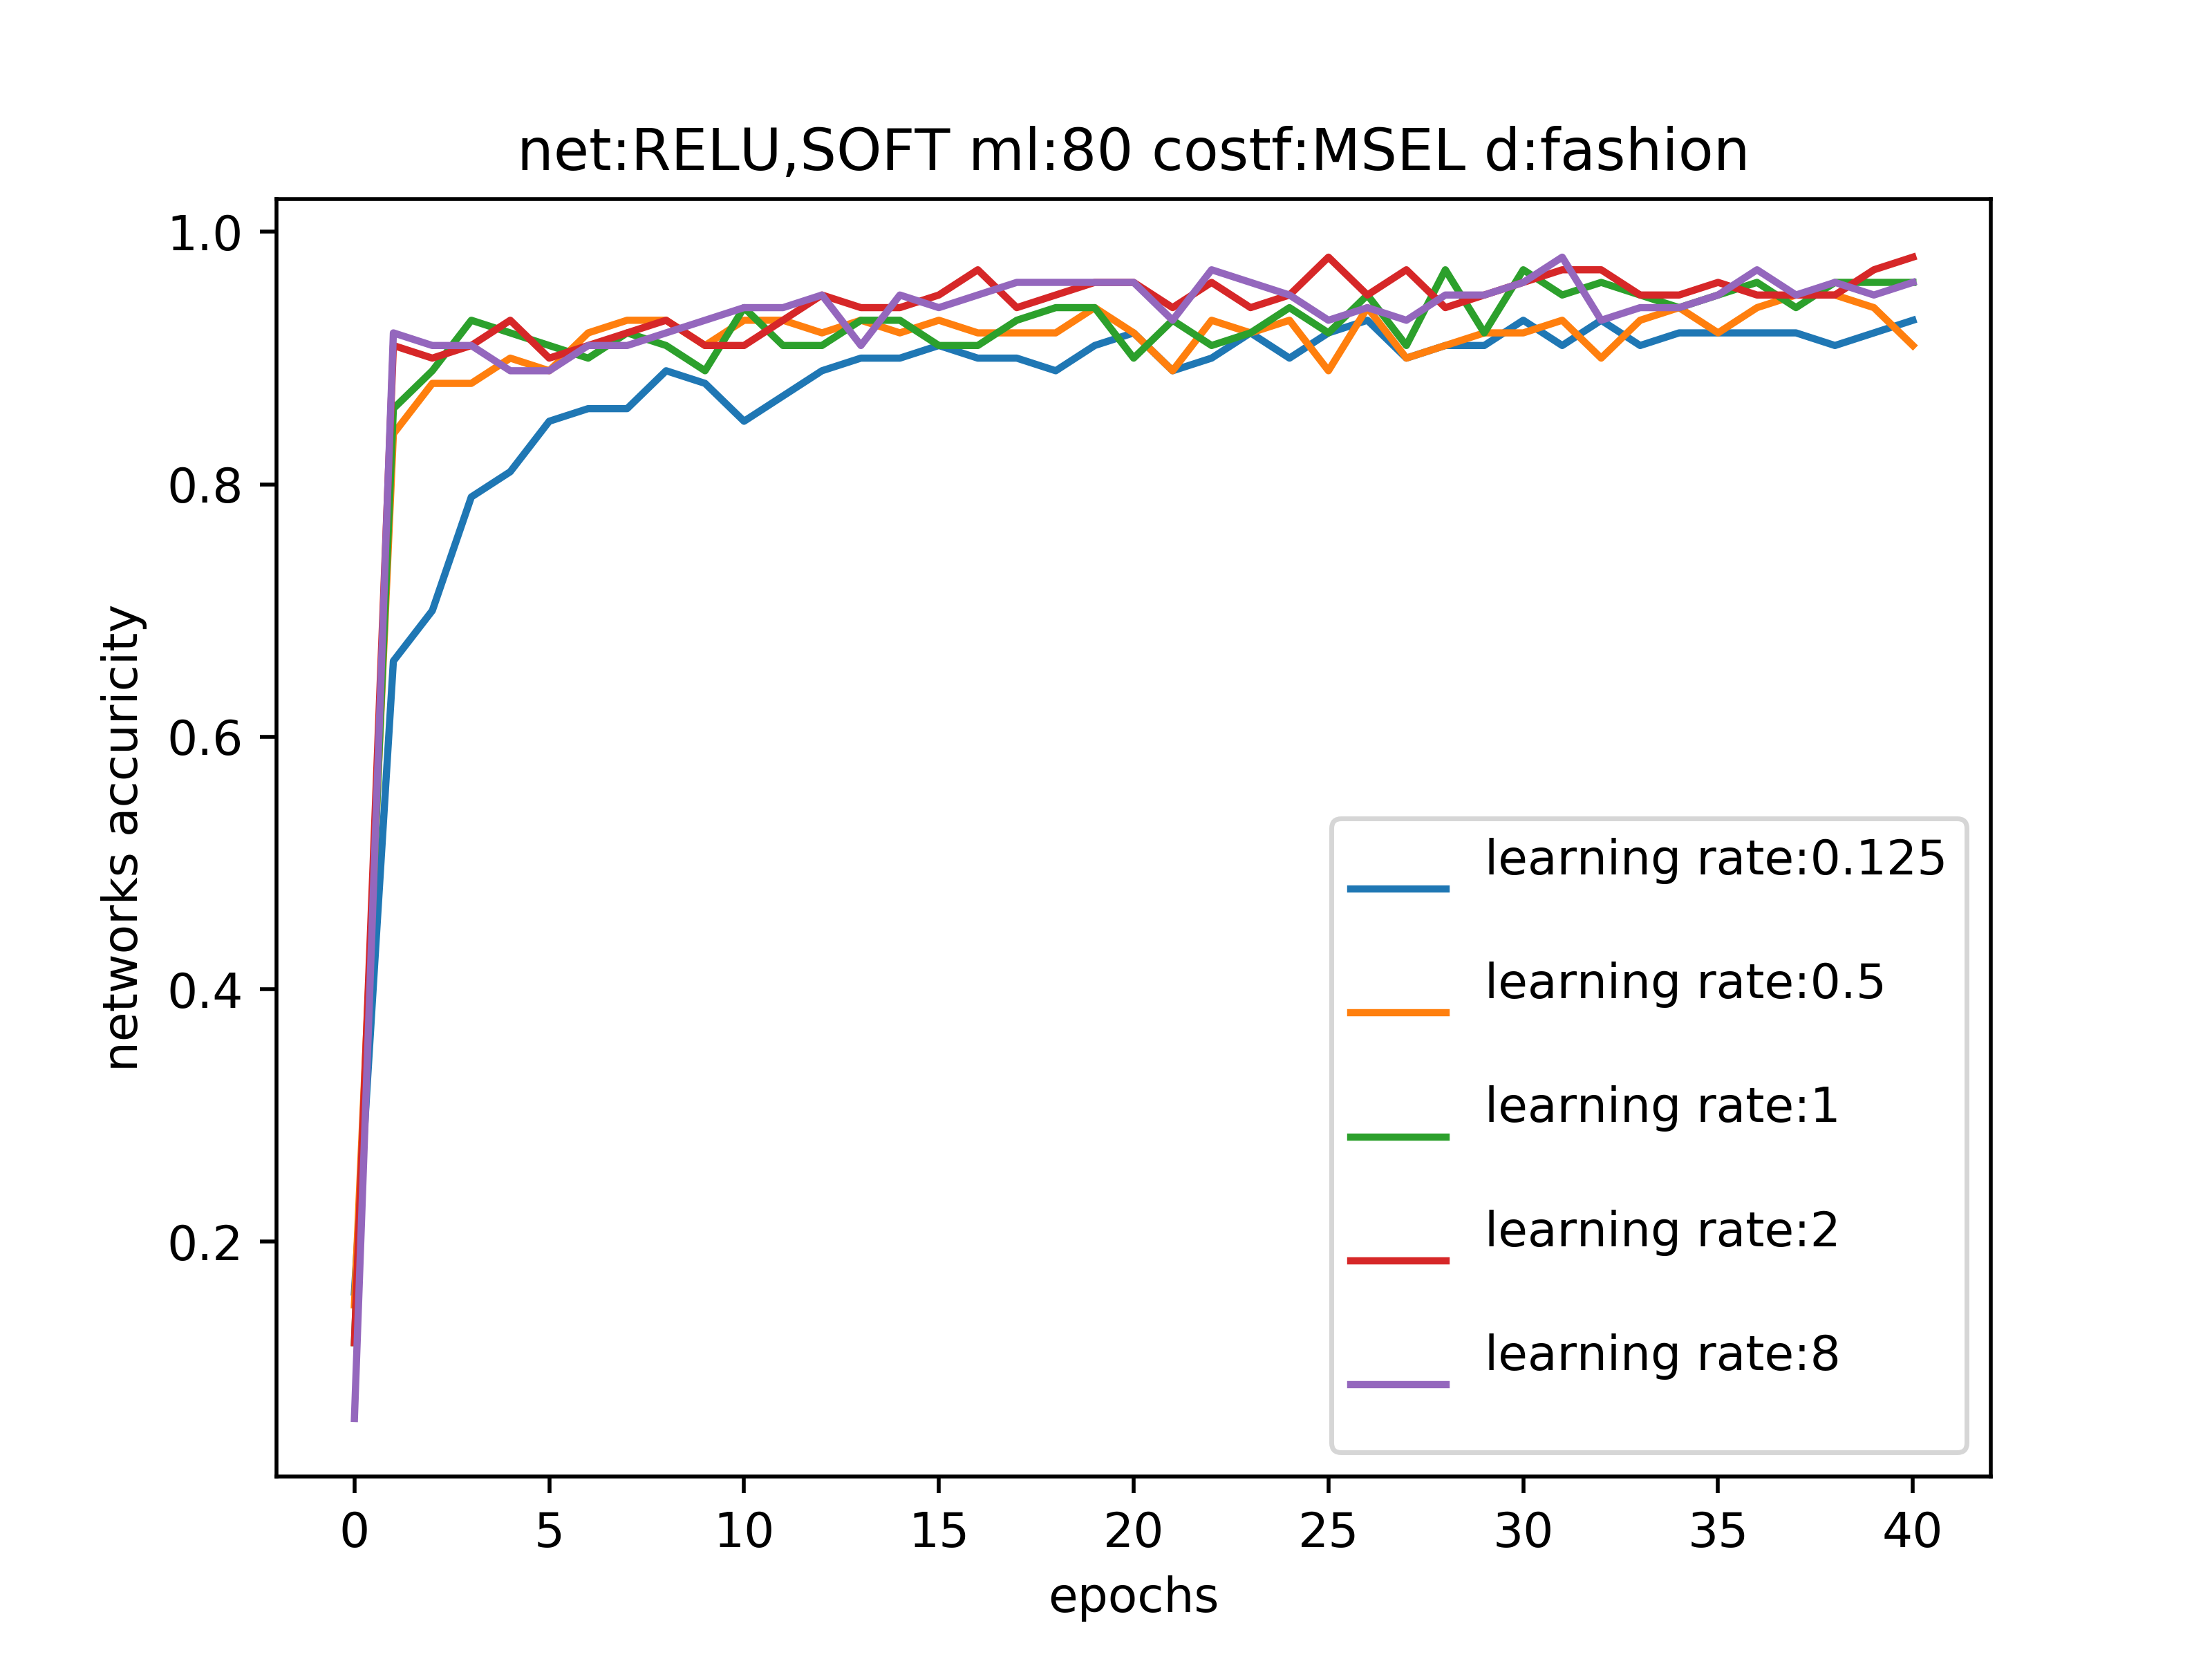 net:RELU,SOFT ml:80 costf:MSEL d:fashion
1.0
0.8
0.6
0.4
0.2
networks accuricity
learning rate:0.125
learning rate:0.5
learning rate:1
learning rate:2
learning rate:8
0 5 10 15 20 25 30 35 40
epochs